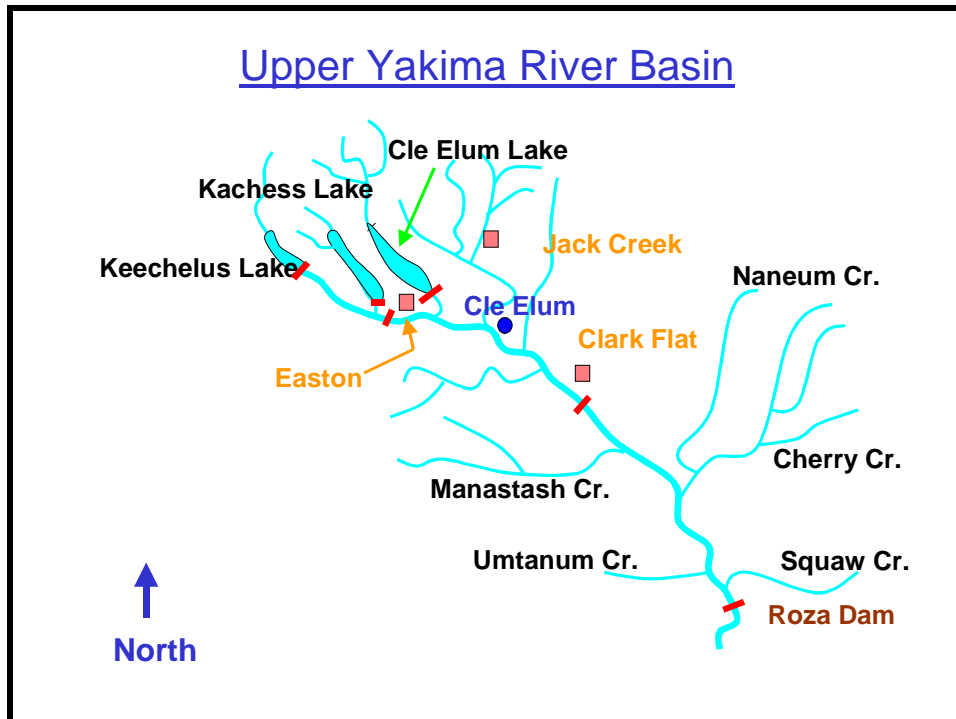 Upper Yakima River Basin
Cle Elum Lake
Kachess Lake
Jack Creek
Keechelus Lake
Naneum Cr.
Cle Elum
Clark Flat
Easton
Cherry Cr.
Manastash Cr.
Umtanum Cr.
Squaw Cr.
Roza Dam
North